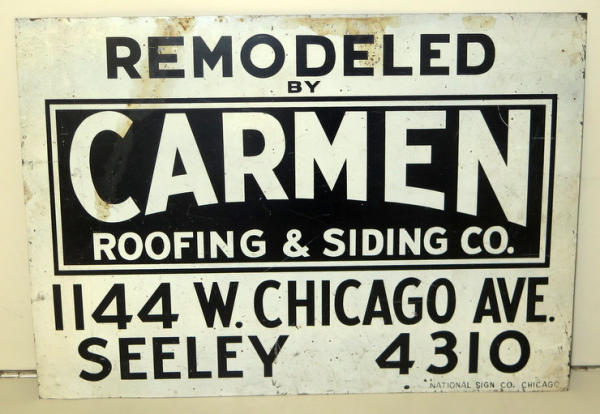 REMODELED
BY
CARMEN
ROOFING & SIDING CO.
1144 W. CHICAGO AVE.
SEELEY 4310
NATIONAL SIGN CO. CHICAGO